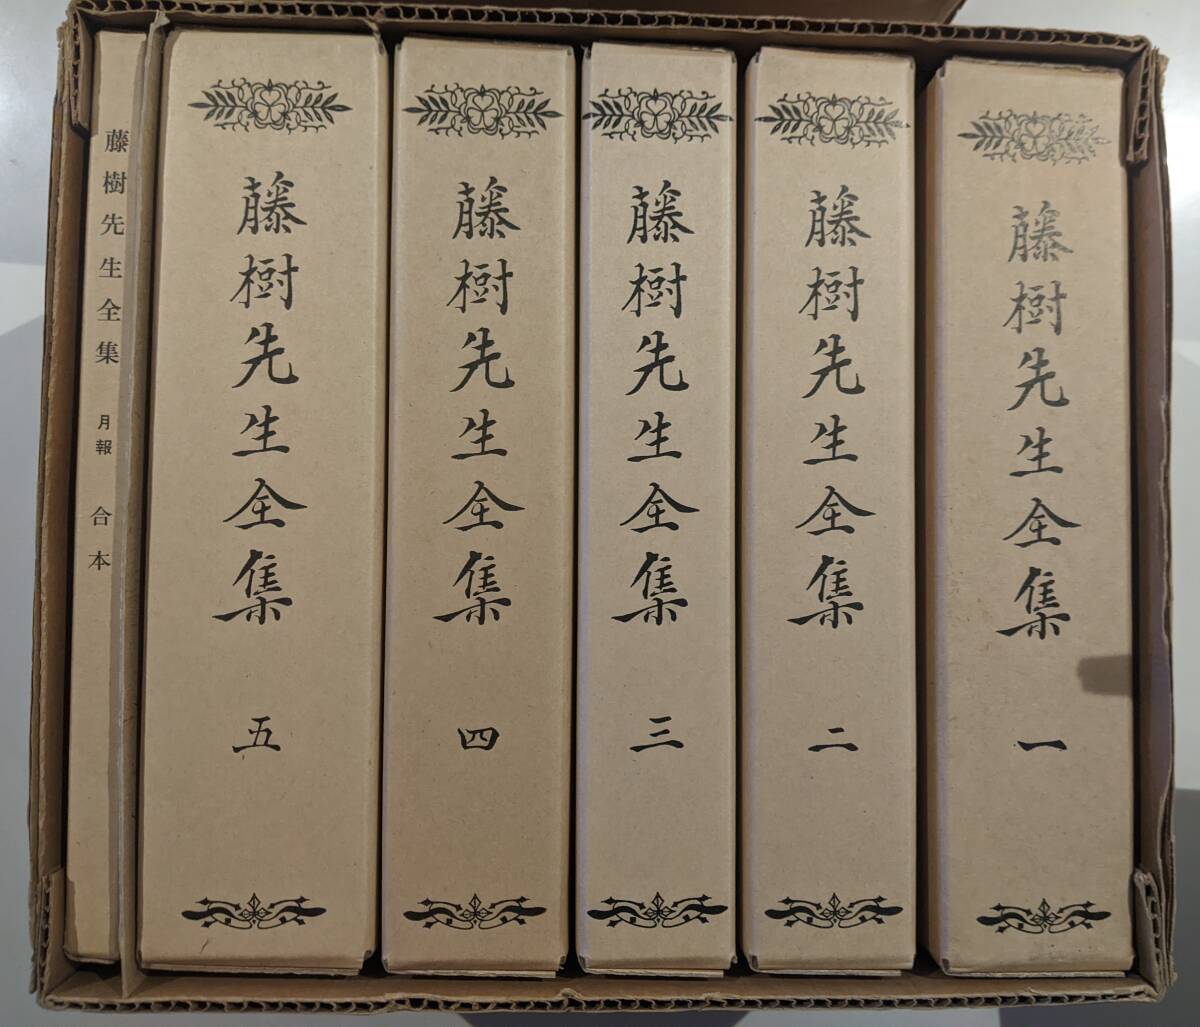 藤樹先生全集 一
藤樹先生全集 二
藤樹先生全集 三
藤樹先生全集 四
藤樹先生全集 五
藤樹先生全集 月報 合本